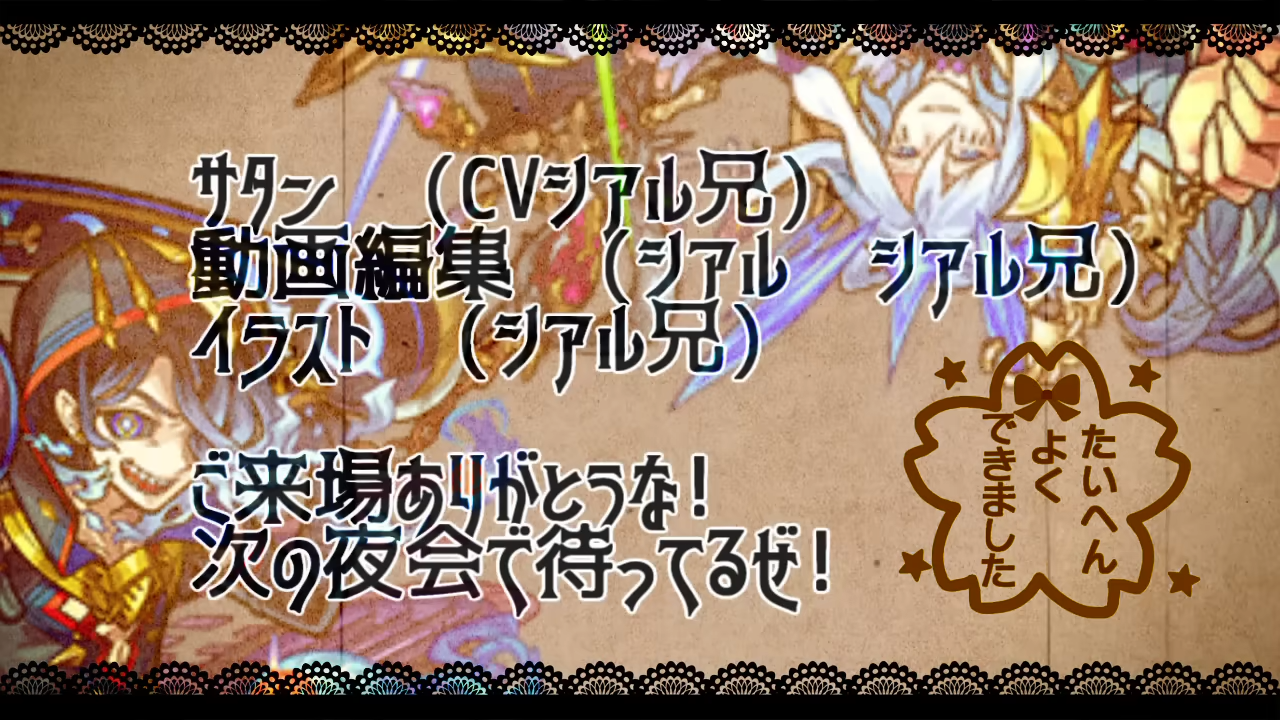 サタン　（CVシアル兄）
動画編集　（シアル　シアル兄）
イラスト　（シアル兄）
ご来場ありがとうな！
次の夜会で待ってるぜ！
たいへん
よく
できました